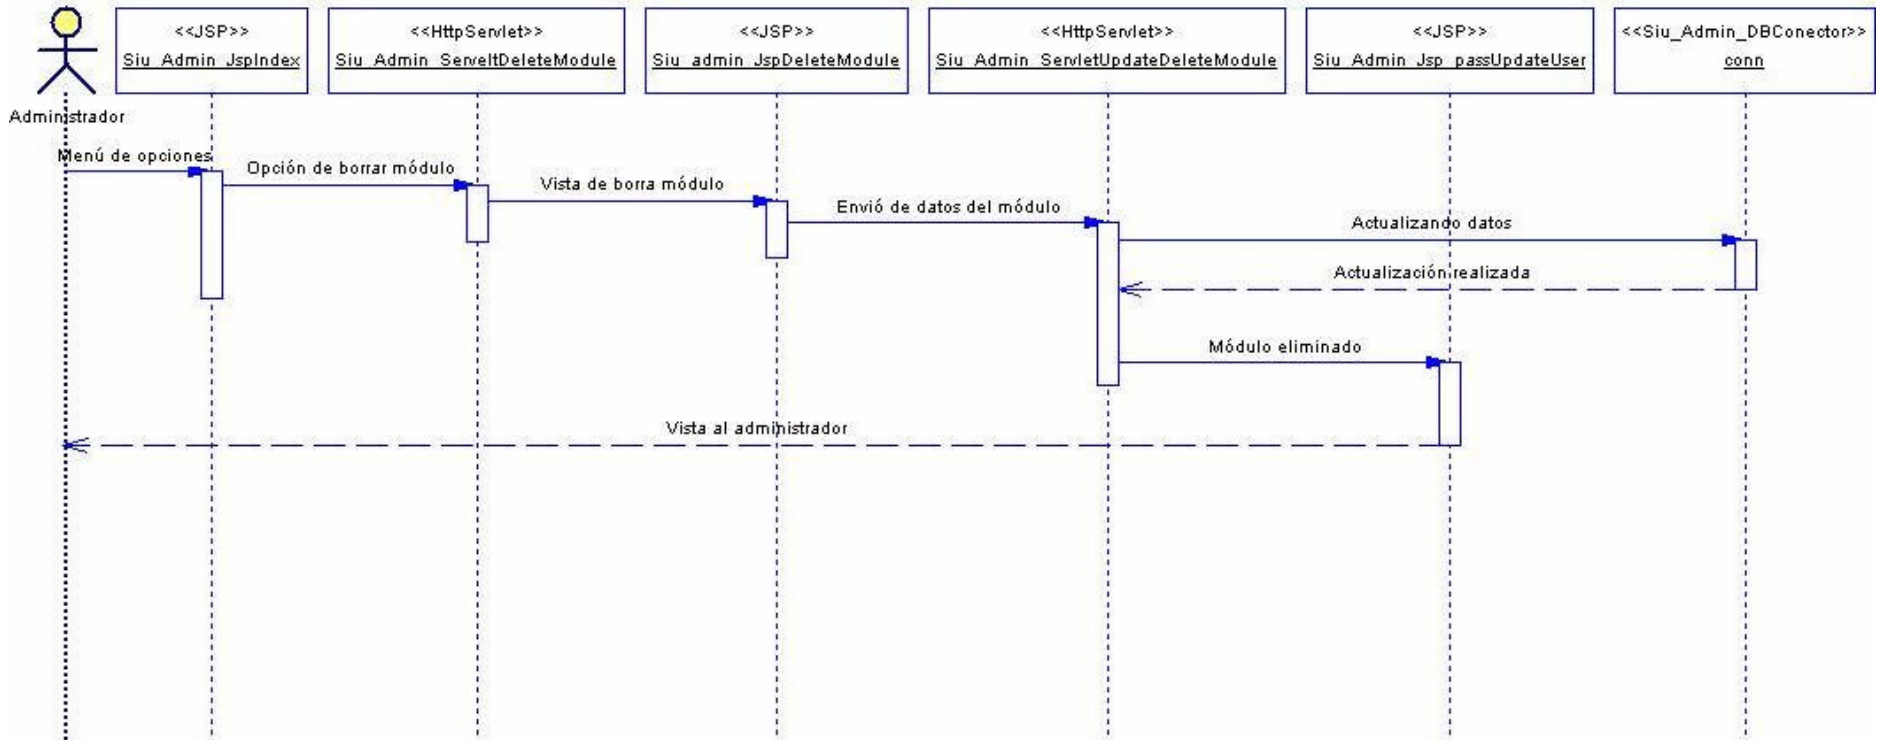 <<JSP>>
Siu_Admin_JspIndex
<<HttpServlet>>
Siu_Admin_ServeltDeleteModule
<<JSP>>
Siu_admin_JspDeleteModule
<<HttpServlet>>
Siu_Admin_ServletUpdateDeleteModule
<<JSP>>
Siu_Admin_Jsp_passUpdateUser
<<Siu_Admin_DBConector>>
conn
Administrador
Menú de opciones
Opción de borrar módulo
Vista de borra módulo
Envió de datos del módulo
Actualizando datos
Actualización realizada
Módulo eliminado
Vista al administrador